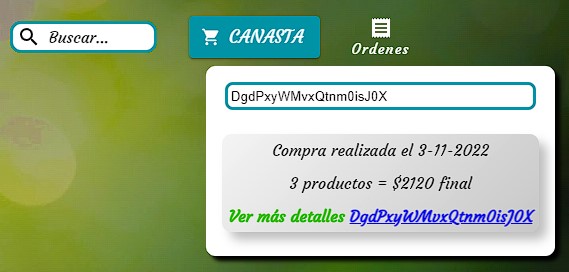 Buscar...
CANASTA
Ordenes
DgdPxyWMvxQtnm0isJ0X
Compra realizada el 3-11-2022
3 productos = $2120 final
Ver más detalles DgdPxyWMvxQtnm0isJ0X